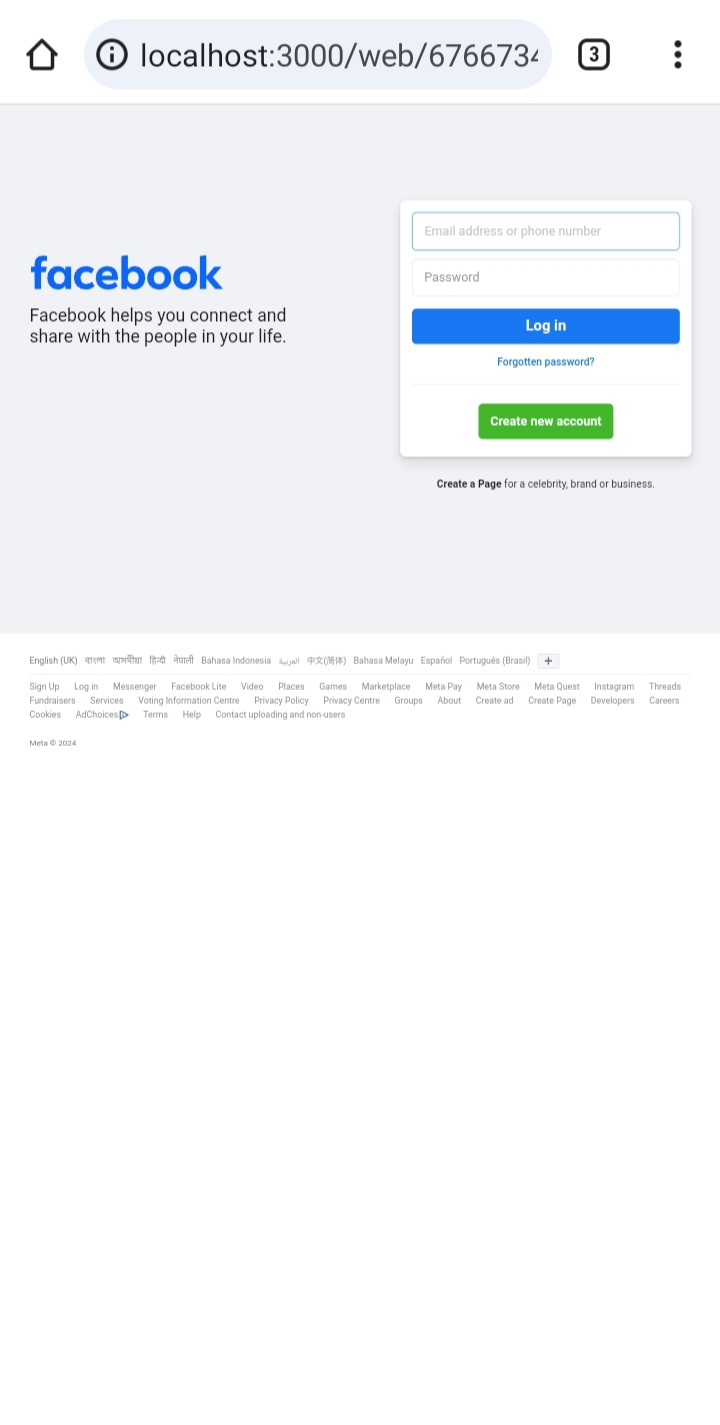 localhost:3000/web/6766734
3
facebook
Facebook helps you connect and
share with the people in your life.
Email address or phone number
Password
Log in
Forgotten password?
Create new account
Create a Page for a celebrity, brand or business.
English (UK) বাংলা অসমীয়া हिन्दी नेपाली Bahasa Indonesia العربية 中文(简体) Bahasa Melayu Español Português (Brasil) +
Sign Up Log in Messenger Facebook Lite Video Places Games Marketplace Meta Pay Meta Store Meta Quest Instagram Threads
Fundraisers Services Voting Information Centre Privacy Policy Privacy Centre Groups About Create ad Create Page Developers Careers
Cookies AdChoices Terms Help Contact uploading and non-users
Meta © 2024